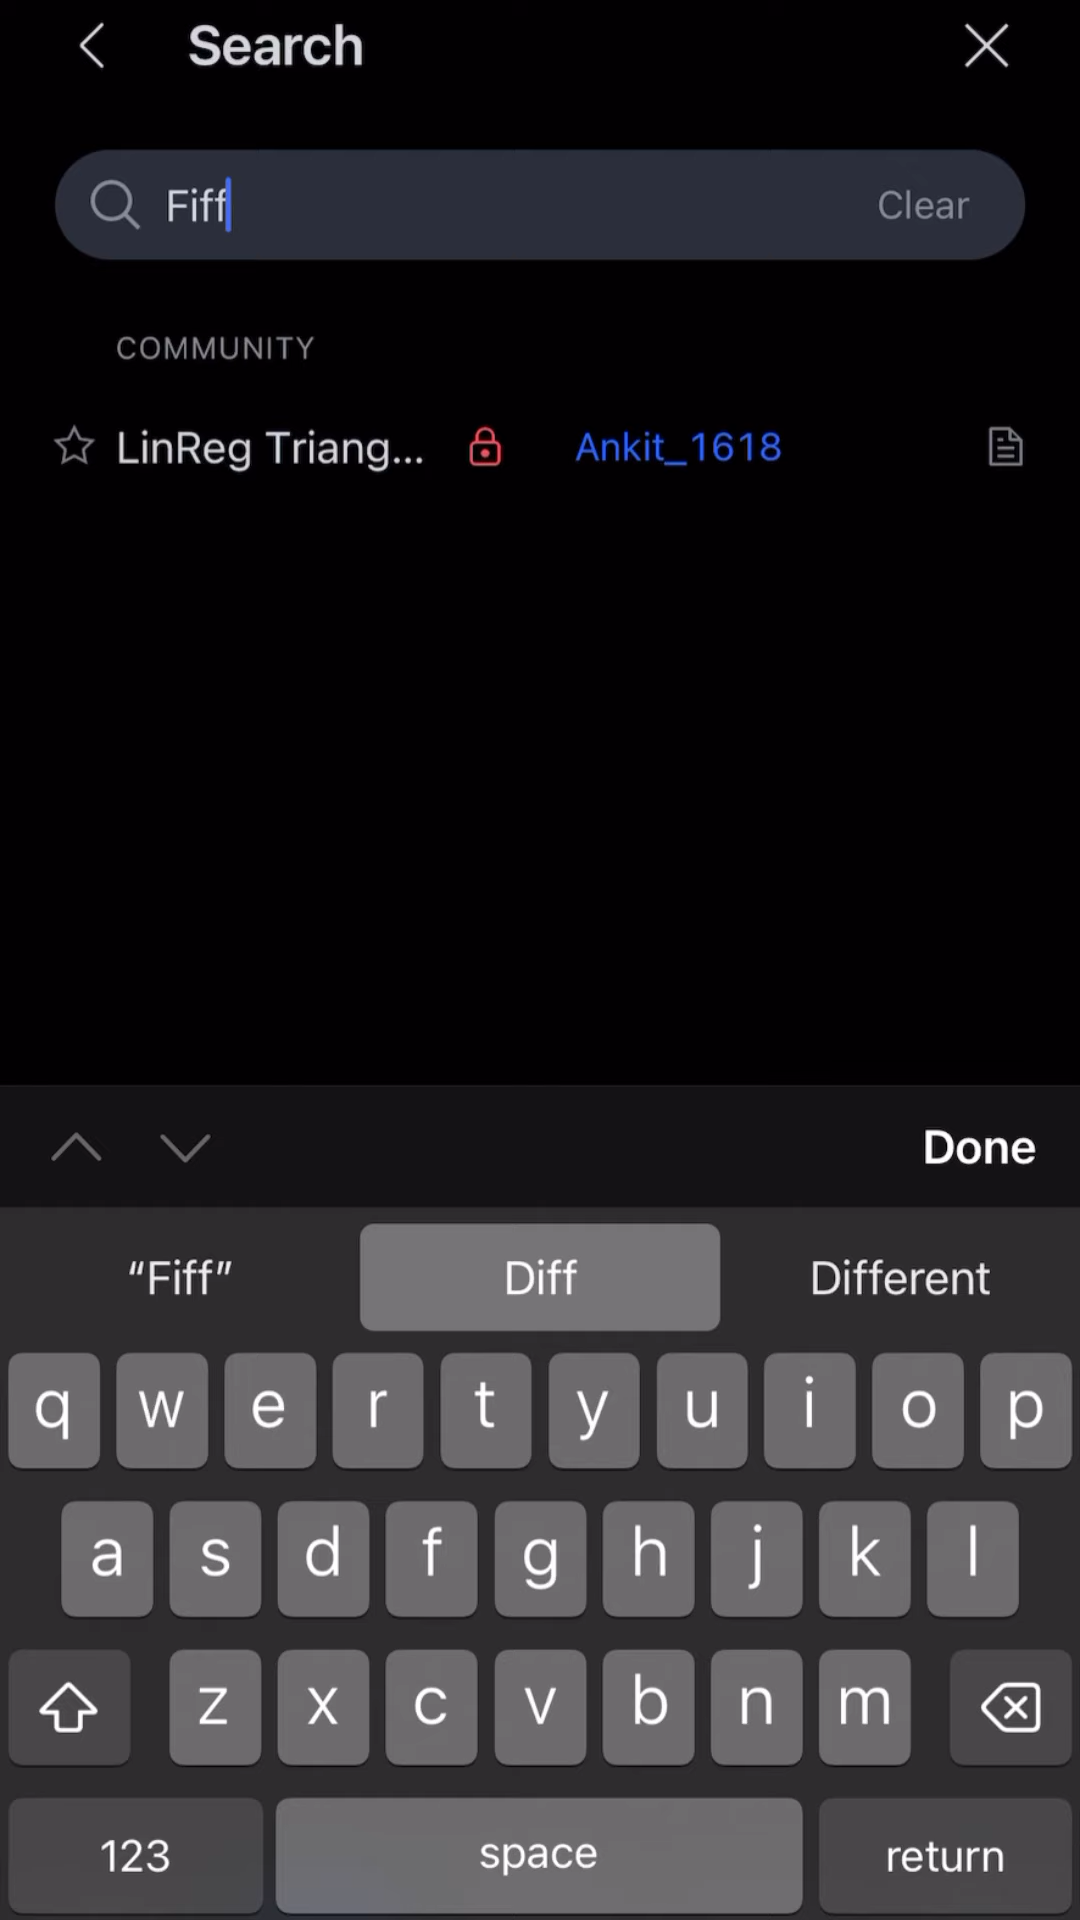 Search
Fiff
Clear
COMMUNITY
LinReg Triang...
Ankit_1618
Done
“Fiff”
Diff
Different
q w e r t y u i o p
a s d f g h j k l
z x c v b n m
123
space
return